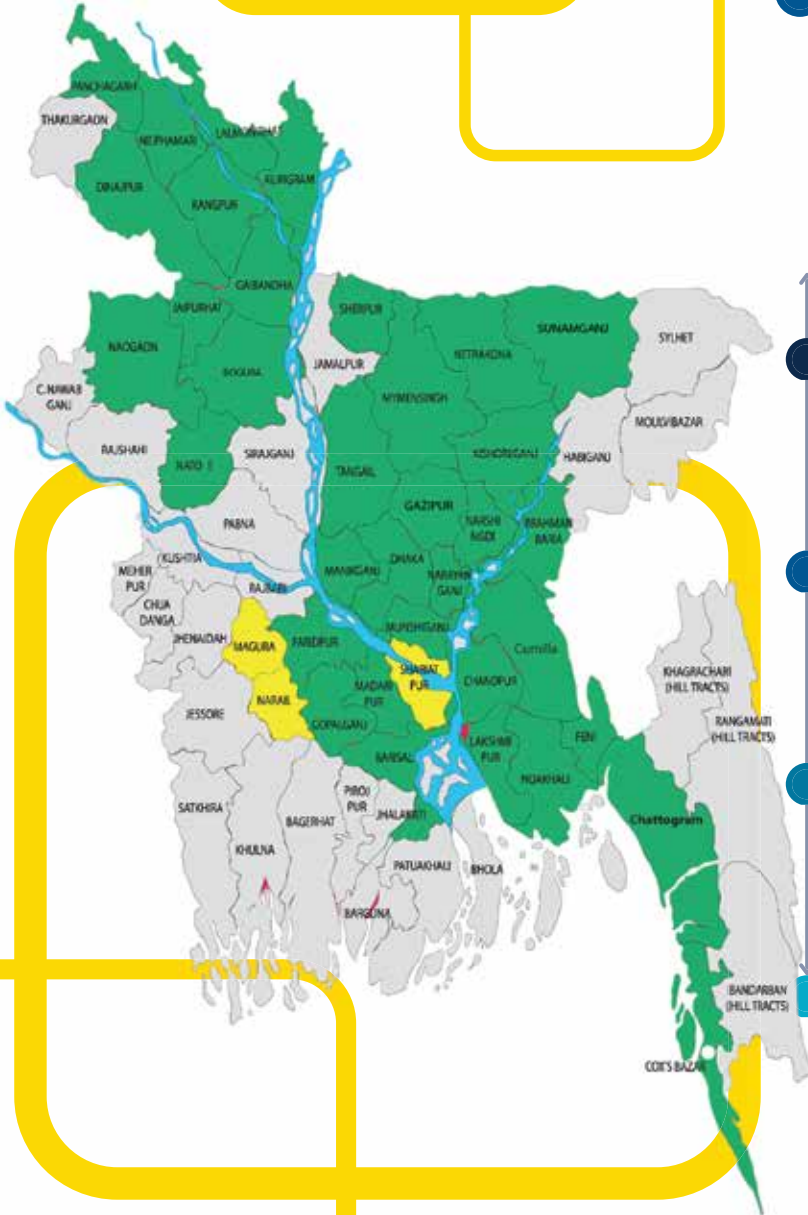 PANCHAGARH
THAKURGAON
NILPHAMARI
KURIGRAM
DINAJPUR
RANGPUR
GAIBANDHA
JAIPURHAT
SHERPUR
SUNAMGANJ
SYLHET
NAOGAON
NETRAKONA
JAMALPUR
BOGURA
C.NAWAB
GANJ
MYMENSINGH
MOULVIBAZAR
RAJSHAHI
SIRAJGANJ
KISHOREGANJ
HABIGANJ
TANGAIL
GAZIPUR
PABNA
NARSHI
NGDI
BRAHMAN
BARIA
KUSHTIA
DHAKA
MEHER
PUR
MANIKGANJ
NARAYAN
GANJ
RAJBARI
CHUA
DANGA
JHENAIDAH
MUNSHIGANJ
MAGURA
FARIDPUR
Cumilla
SHARIAT
PUR
KHAGRACHARI
(HILL TRACTS)
CHANDPUR
MADARI
PUR
NARAIL
JESSORE
RANGAMATI
(HILL TRACTS)
GOPALGANJ
FENI
LAKSHMI
PUR
BARISAL
NOAKHALI
PIROJ
PUR
SATKHIRA
JHALAKATI
BAGERHAT
Chattogram
KHULNA
PATUAKHALI
BHOLA
BARGUNA
BANDARBAN
(HILL TRACTS)
COX'S BAZAR